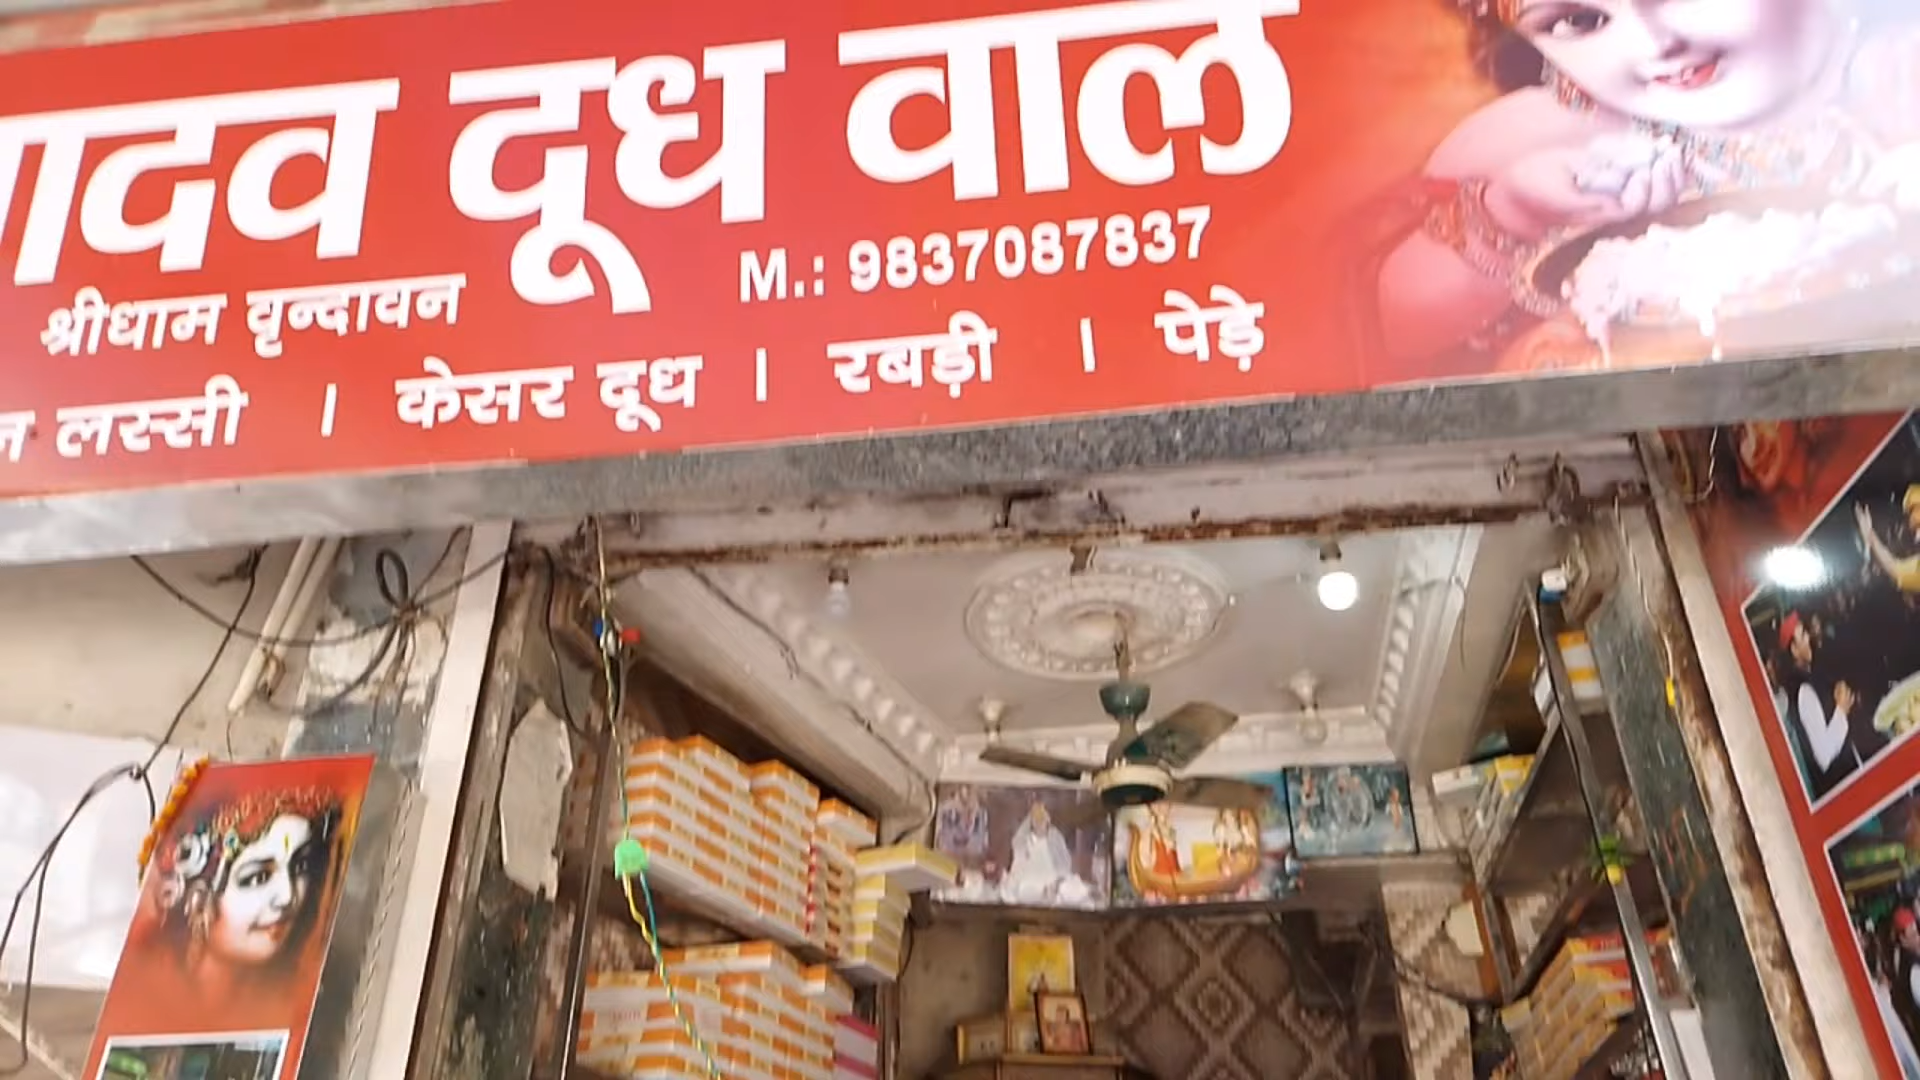 यादव दूध वाले
श्रीधाम वृन्दावन
M.: 9837087837
लस्सी । केसर दूध । रबड़ी । पेड़े